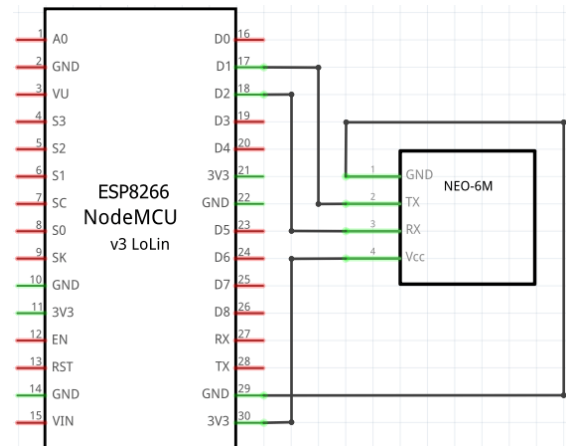 1 A0
2 GND
3 VU
4 S3
5 S2
6 S1
7 SC
8 S0
9 SK
10 GND
11 3V3
12 EN
13 RST
14 GND
15 VIN
ESP8266
NodeMCU
v3 LoLin
D0 16
D1 17
D2 18
D3 19
D4 20
3V3 21
GND 22
D5 23
D6 24
D7 25
D8 26
RX 27
TX 28
GND 29
3V3 30
NEO-6M
1 GND
2 TX
3 RX
4 Vcc